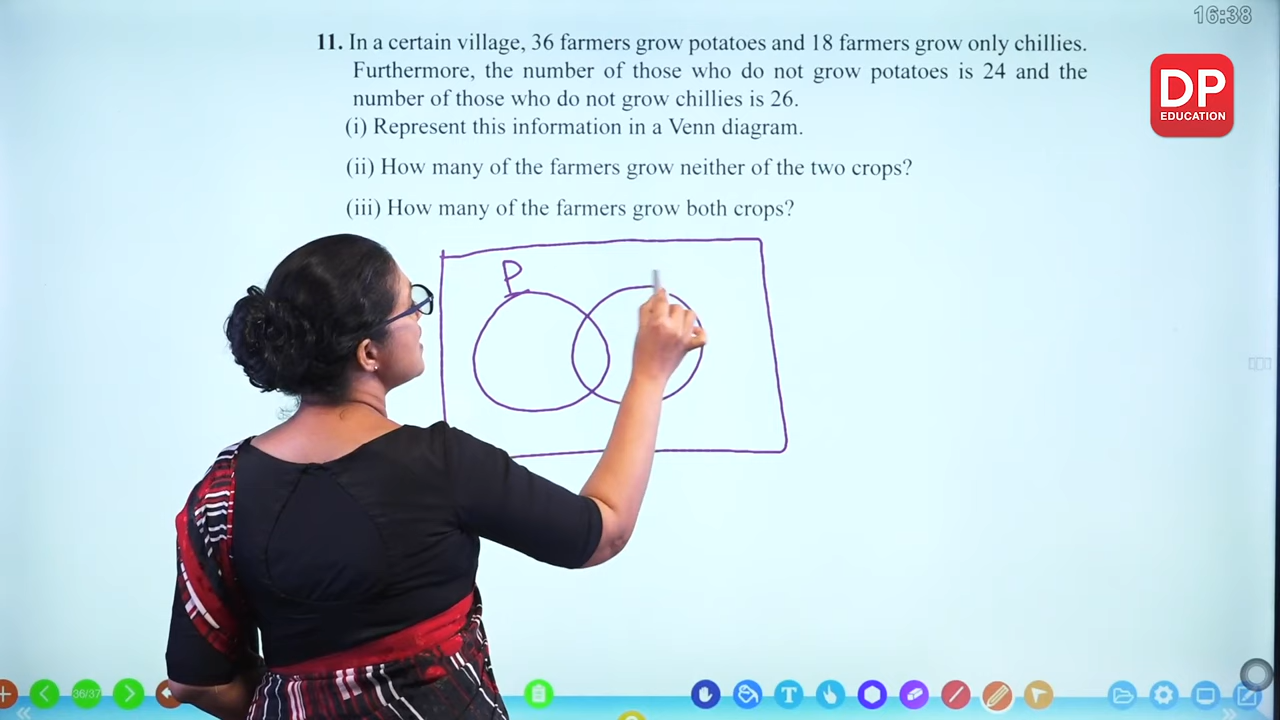 16:38
11. In a certain village, 36 farmers grow potatoes and 18 farmers grow only chillies.
Furthermore, the number of those who do not grow potatoes is 24 and the
number of those who do not grow chillies is 26.
(i) Represent this information in a Venn diagram.
(ii) How many of the farmers grow neither of the two crops?
(iii) How many of the farmers grow both crops?
DP
EDUCATION
P
36/37
T